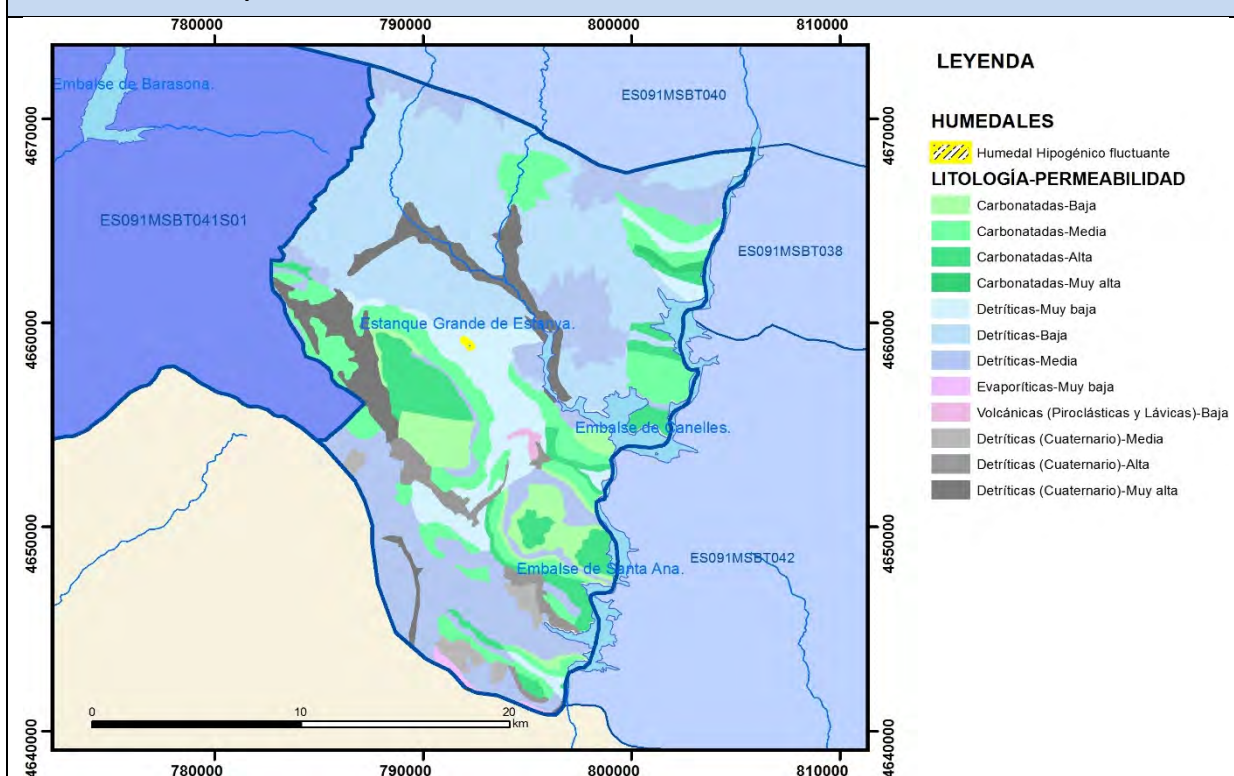 780000
790000
800000
810000
LEYENDA
Embalse de Barasona.
ES091MSBT040
4670000
4670000
HUMEDALES
Humedal Hipogénico fluctuante
LITOLOGÍA-PERMEABILIDAD
Carbonatadas-Baja
ES091MSBT041S01
Carbonatadas-Media
ES091MSBT038
Carbonatadas-Alta
Carbonatadas-Muy alta
Detríticas-Muy baja
Estanque Grande de Estanya.
4660000
4660000
Detríticas-Baja
Detríticas-Media
Evaporíticas-Muy baja
Volcánicas (Piroclásticas y Lávicas)-Baja
Embalse de Canelles.
Detríticas (Cuaternario)-Media
Detríticas (Cuaternario)-Alta
Detríticas (Cuaternario)-Muy alta
4650000
4650000
ES091MSBT042
Embalse de Santa Ana.
0
10
20
km
4640000
4640000
780000
790000
800000
810000